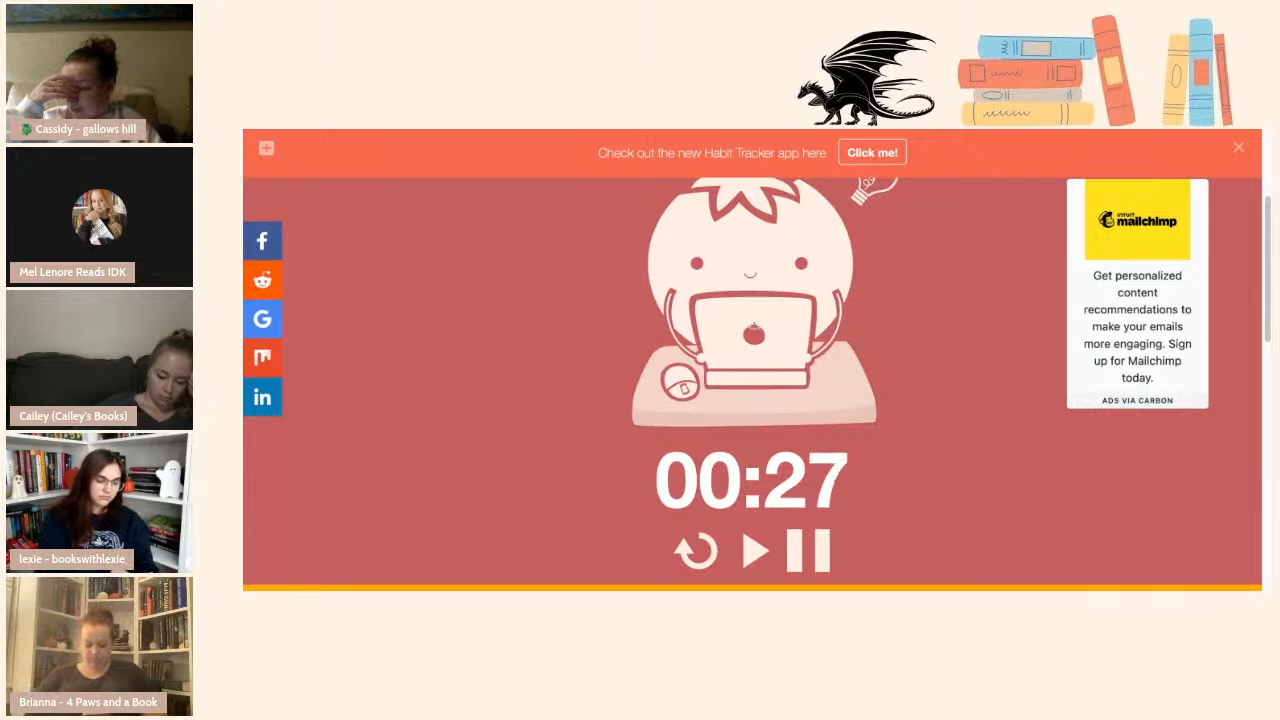 Cassidy - gallows hill
Mel Lenore Reads IDK
Cailey (Cailey's Books)
lexie - bookswithlexie
Brianna - 4 Paws and a Book
Check out the new Habit Tracker app here
Click me!
INTUIT
mailchimp
Get personalized
content
recommendations to
make your emails
more engaging. Sign
up for Mailchimp
today.
ADS VIA CARBON
00:27